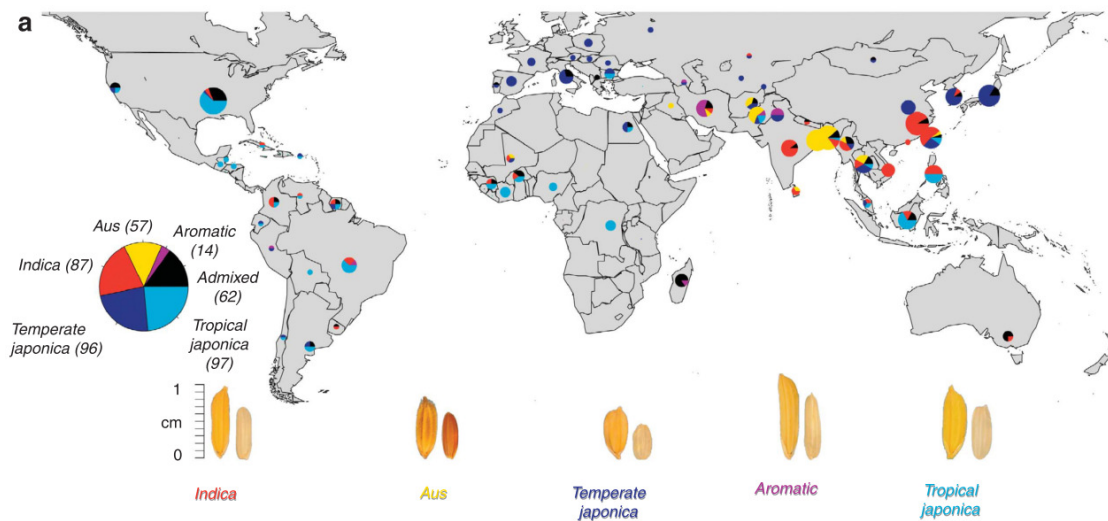 a
Aus (57)
Aromatic
(14)
Indica (87)
Admixed
(62)
Temperate
japonica (96)
Tropical
japonica
(97)
1
cm
0
Indica
Aus
Temperate
japonica
Aromatic
Tropical
japonica